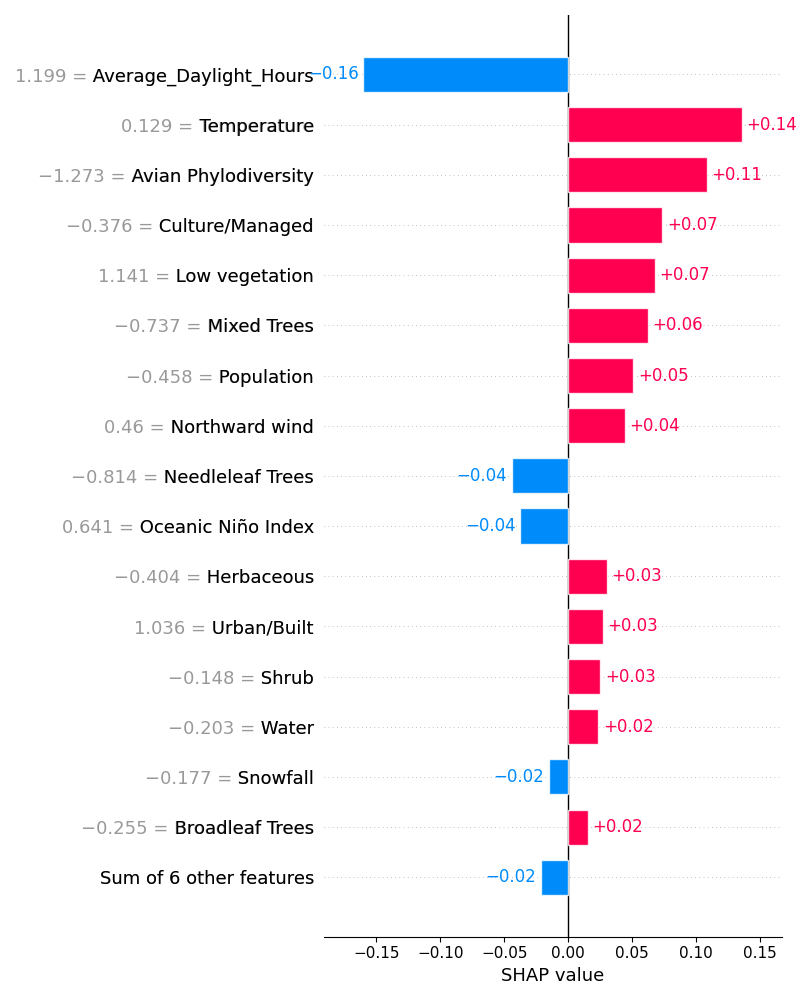 1.199 = Average_Daylight_Hours −0.16
0.129 = Temperature +0.14
−1.273 = Avian Phylodiversity +0.11
−0.376 = Culture/Managed +0.07
1.141 = Low vegetation +0.07
−0.737 = Mixed Trees +0.06
−0.458 = Population +0.05
0.46 = Northward wind +0.04
−0.814 = Needleleaf Trees −0.04
0.641 = Oceanic Niño Index −0.04
−0.404 = Herbaceous +0.03
1.036 = Urban/Built +0.03
−0.148 = Shrub +0.03
−0.203 = Water +0.02
−0.177 = Snowfall −0.02
−0.255 = Broadleaf Trees +0.02
Sum of 6 other features −0.02
−0.15 −0.10 −0.05 0.00 0.05 0.10 0.15
SHAP value